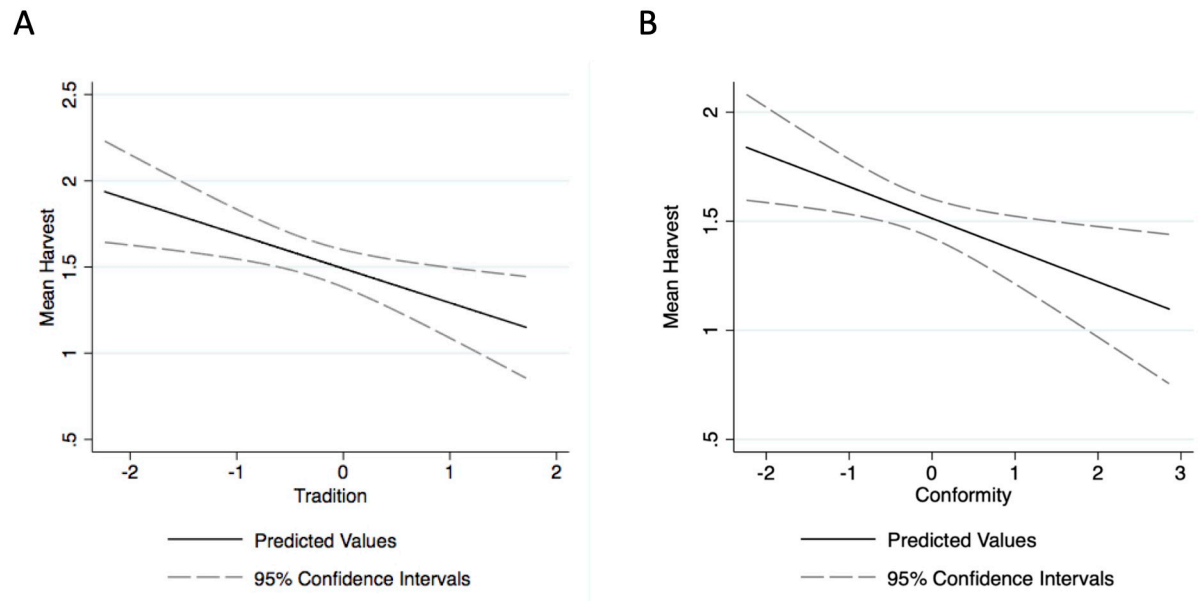 A
B
Mean Harvest
2.5
2
1.5
1
.5
-2 -1 0 1 2
Tradition
Predicted Values
95% Confidence Intervals
Mean Harvest
2
1.5
1
.5
-2 -1 0 1 2 3
Conformity
Predicted Values
95% Confidence Intervals